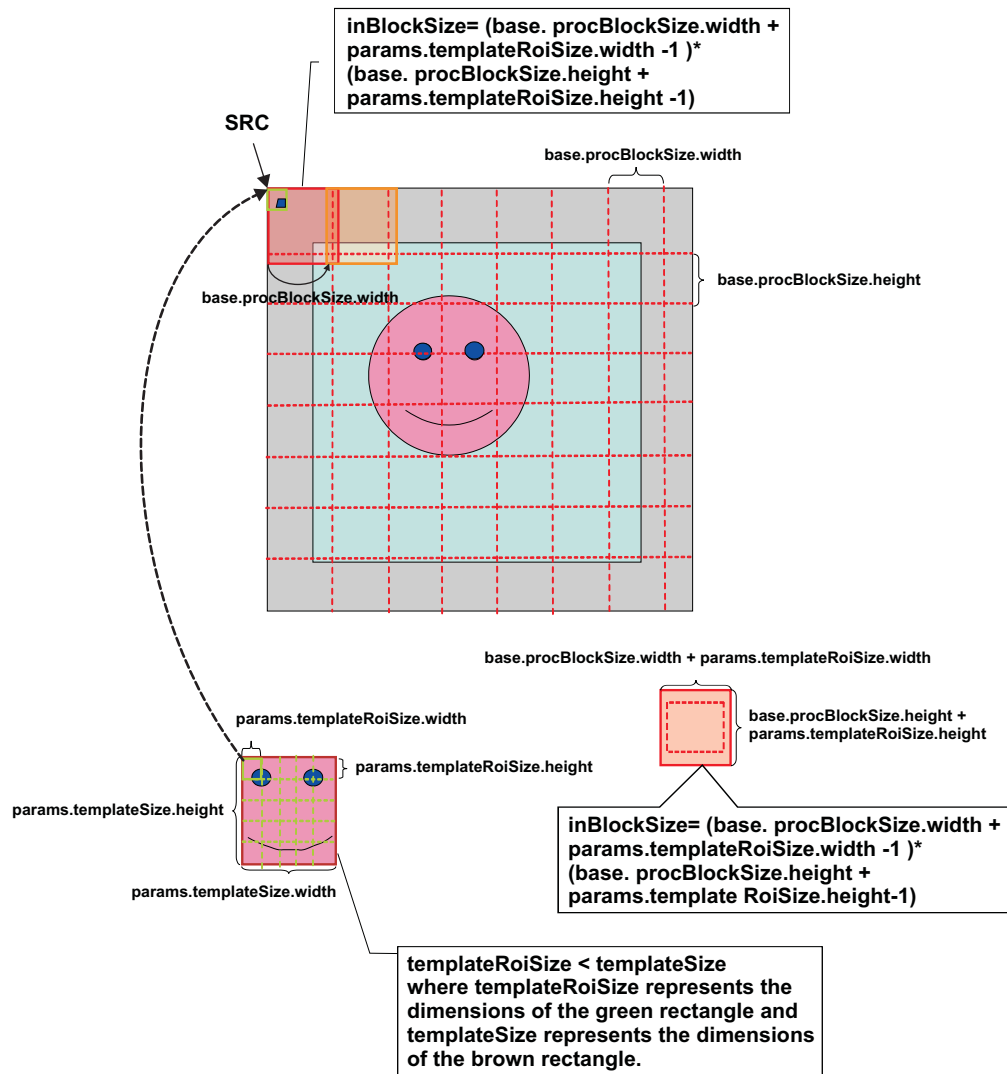 inBlockSize= (base. procBlockSize.width +
params.templateRoiSize.width -1 )*
(base. procBlockSize.height +
params.templateRoiSize.height -1)
SRC
base.procBlockSize.width
base.procBlockSize.height
base.procBlockSize.width
base.procBlockSize.width + params.templateRoiSize.width
base.procBlockSize.height +
params.templateRoiSize.height
params.templateRoiSize.width
params.templateRoiSize.height
params.templateSize.height
params.templateSize.width
inBlockSize= (base. procBlockSize.width +
params.templateRoiSize.width -1 )*
(base. procBlockSize.height +
params.template RoiSize.height-1)
templateRoiSize < templateSize
where templateRoiSize represents the
dimensions of the green rectangle and
templateSize represents the dimensions
of the brown rectangle.